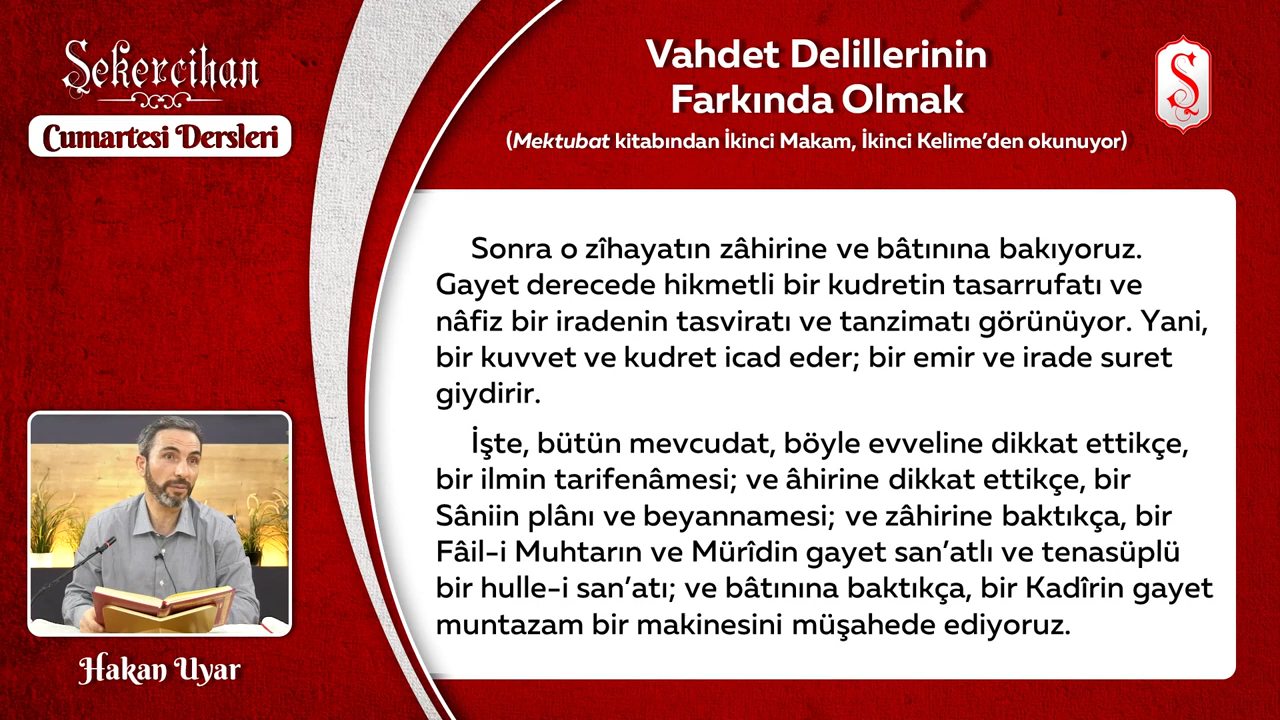 Şekercihan
Cumartesi Dersleri
Vahdet Delillerinin
Farkında Olmak
(Mektubat kitabından İkinci Makam, İkinci Kelime’den okunuyor)
Ş
Sonra o zîhayatın zâhirine ve bâtınına bakıyoruz.
Gayet derecede hikmetli bir kudretin tasarrufatı ve
nâfiz bir iradenin tasviratı ve tanzimatı görünüyor. Yani,
bir kuvvet ve kudret icad eder; bir emir ve irade suret
giydirir.
İşte, bütün mevcudat, böyle evveline dikkat ettikçe,
bir ilmin tarifenâmesi; ve âhirine dikkat ettikçe, bir
Sâniin plânı ve beyannamesi; ve zâhirine baktıkça, bir
Fâil-i Muhtarın ve Mürîdin gayet san’atlı ve tenasüplü
bir hulle-i san’atı; ve bâtınına baktıkça, bir Kadîrin gayet
muntazam bir makinesini müşahede ediyoruz.
Hakan Uyar